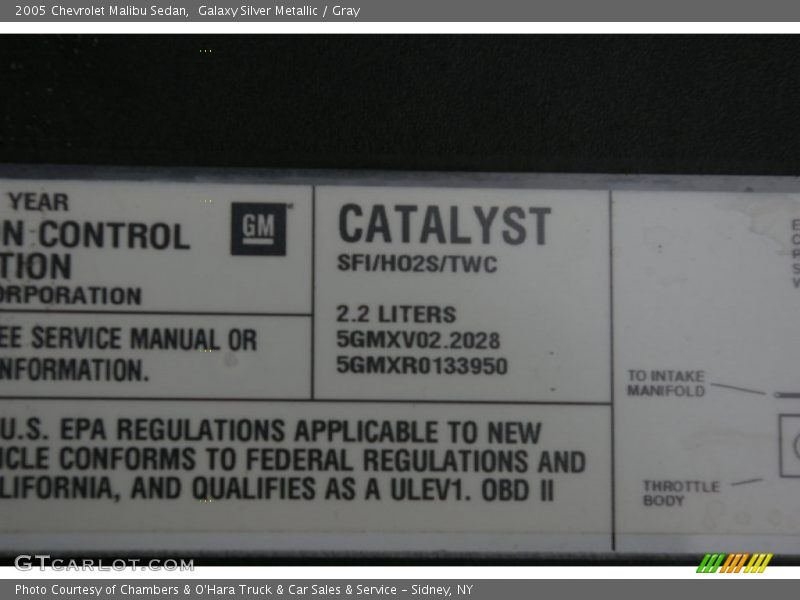 2005 Chevrolet Malibu Sedan,  Galaxy Silver Metallic / Gray
YEAR
N CONTROL
TION
ORPORATION
GM
EE SERVICE MANUAL OR
NFORMATION.
CATALYST
SFI/HO2S/TWC
2.2 LITERS
5GMXV02.2028
5GMXR0133950
TO INTAKE
MANIFOLD
THROTTLE
BODY
U.S. EPA REGULATIONS APPLICABLE TO NEW
ICLE CONFORMS TO FEDERAL REGULATIONS AND
LIFORNIA, AND QUALIFIES AS A ULEV1. OBD II
GTCARLOT.COM
Photo Courtesy of Chambers & O'Hara Truck & Car Sales & Service - Sidney, NY